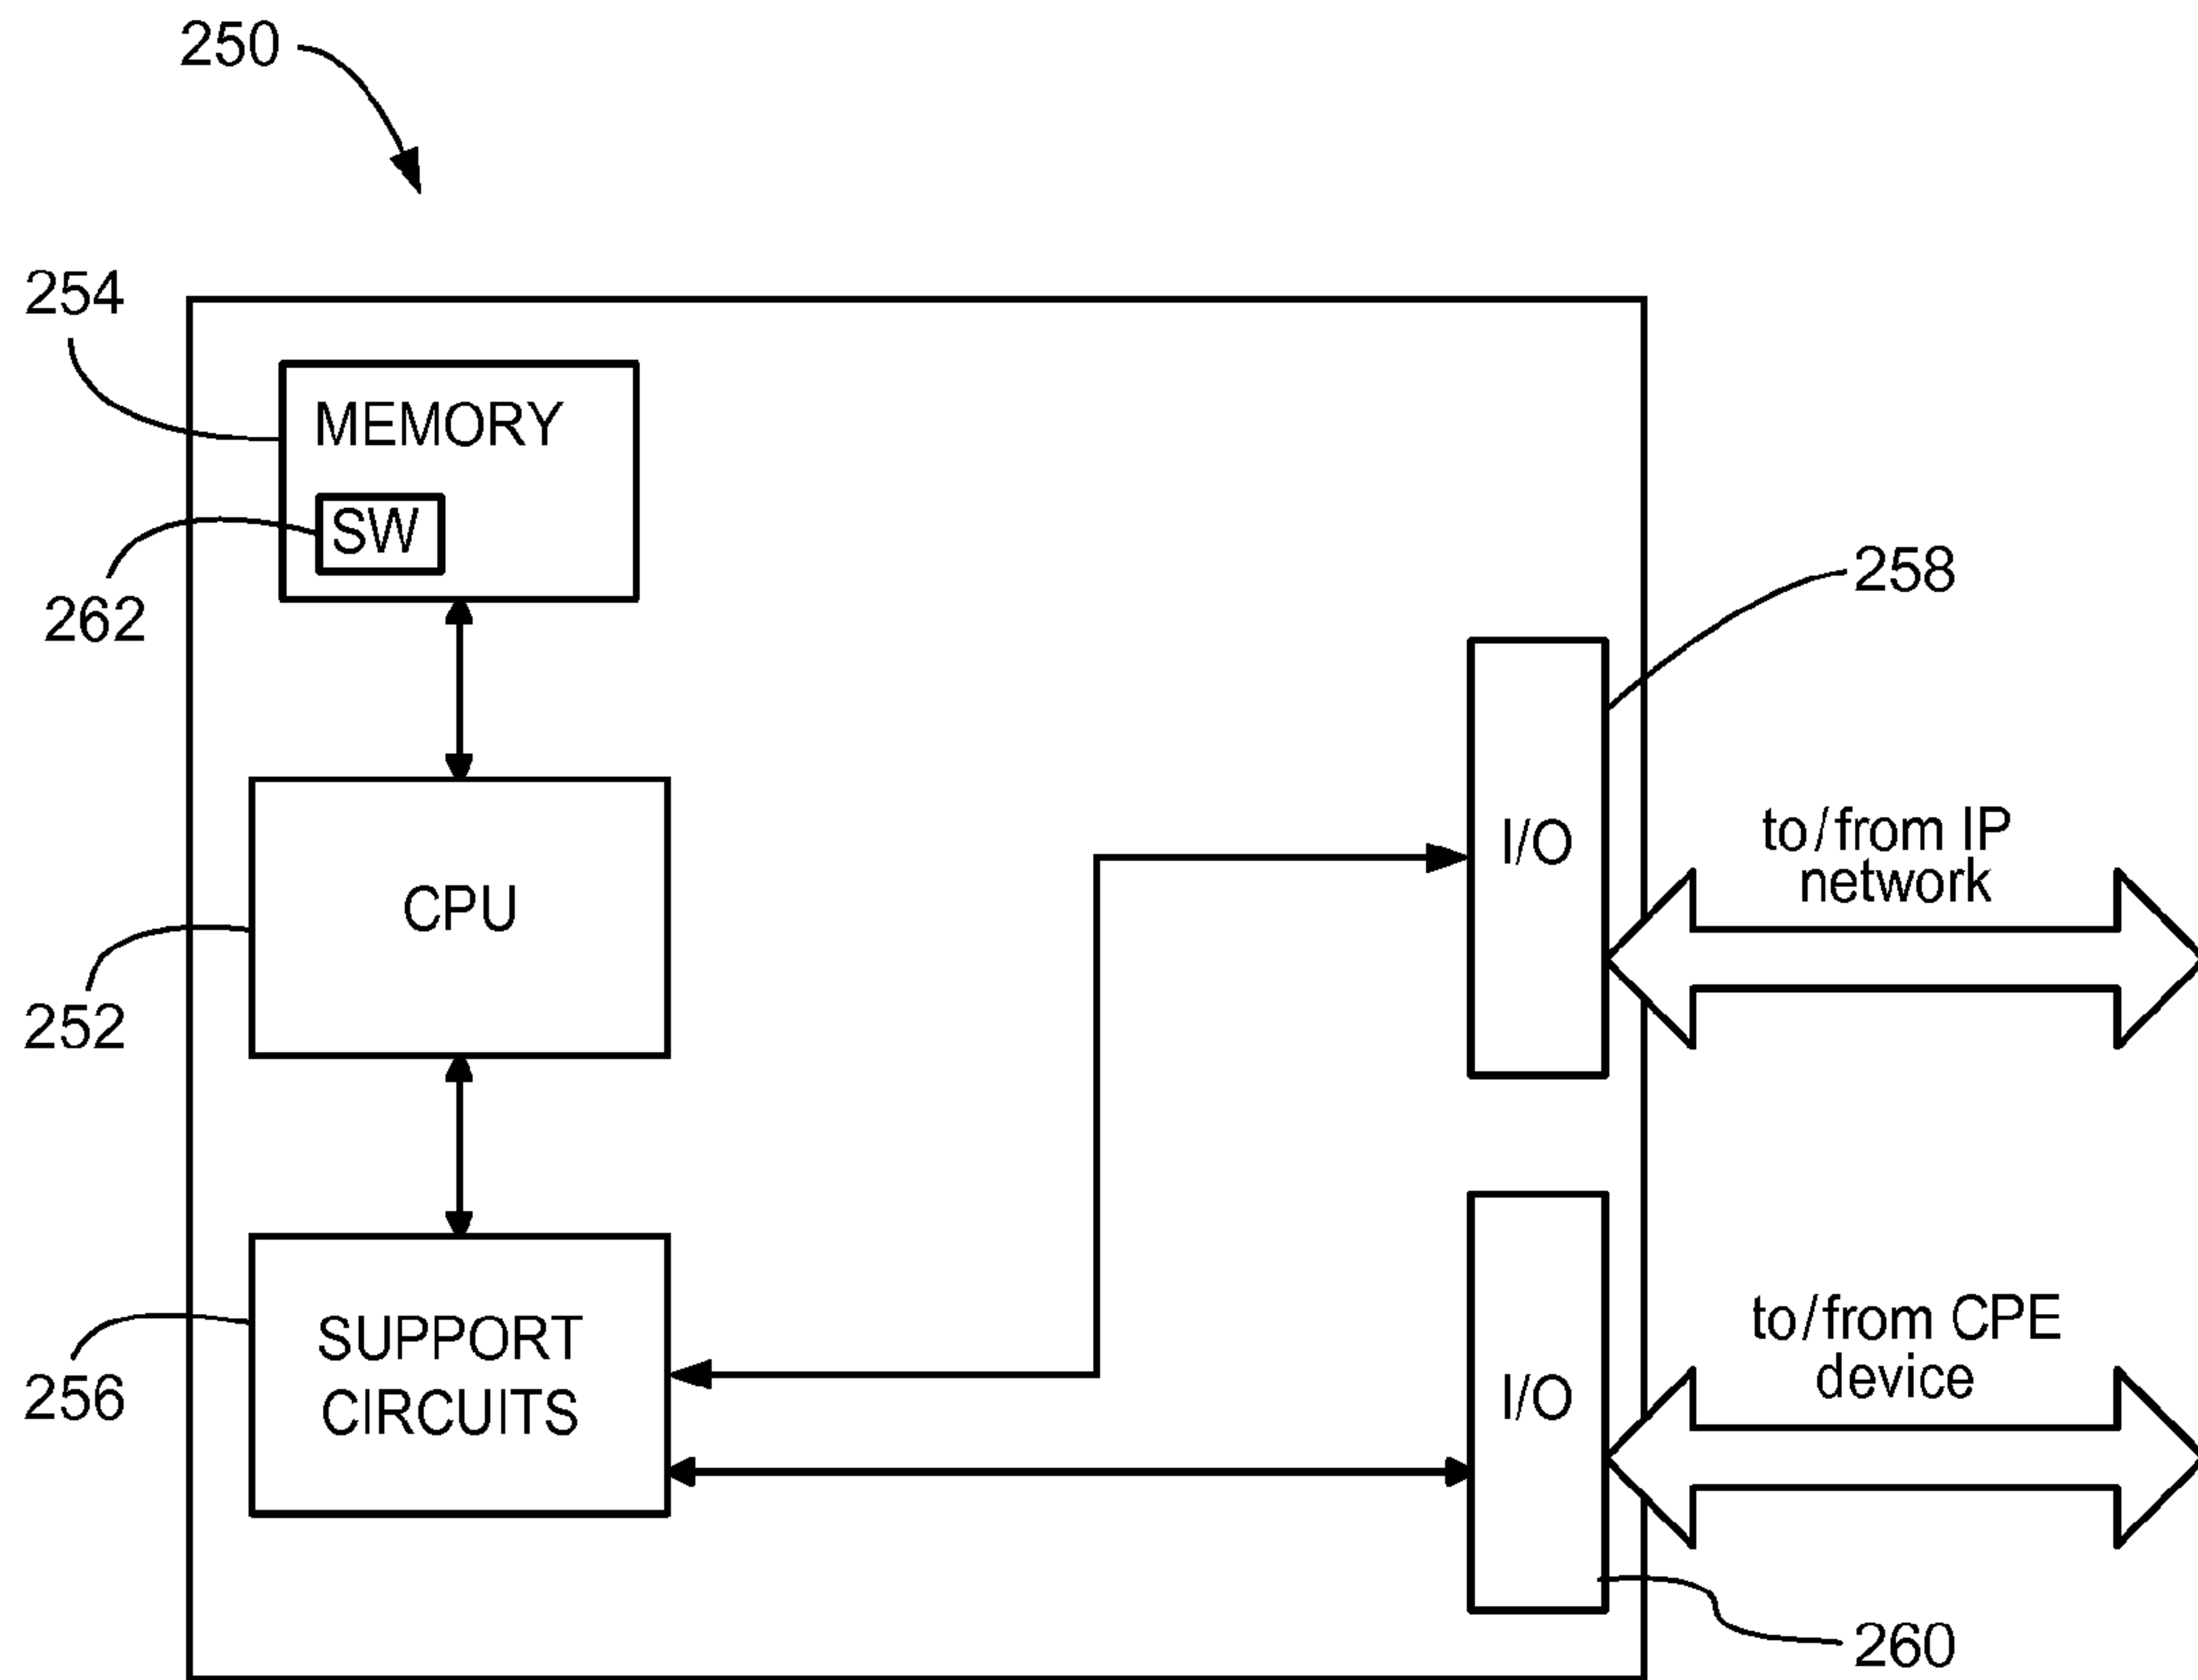 250
254
MEMORY
SW
262
258
I/O
to/from IP
network
CPU
252
SUPPORT
CIRCUITS
256
I/O
to/from CPE
device
260